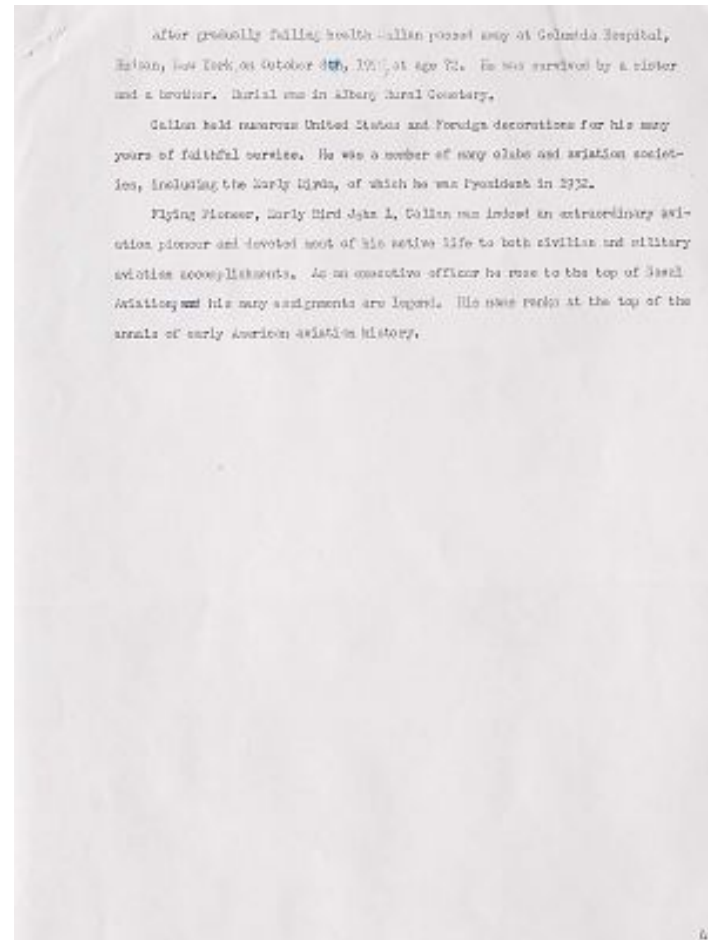 After gradually failing health Callan passed away at Columbia Hospital,
Hudson, New York, on October 8th, at age 72. He was survived by a sister
and a brother. Burial was in Albany Rural Cemetery.
Callan held numerous United States and Foreign decorations for his many
years of faithful service. He was a member of many clubs and aviation societ-
ies, including the Early Birds, of which he was President in 1932.
Flying Pioneer, Early Bird John L. Callan was indeed an extraordinary avi-
ation pioneer and devoted most of his active life to both civilian and military
aviation accomplishments. As an executive officer he rose to the top of Naval
Aviation, and his many assignments are legend. His name ranks at the top of the
annals of early American aviation history.